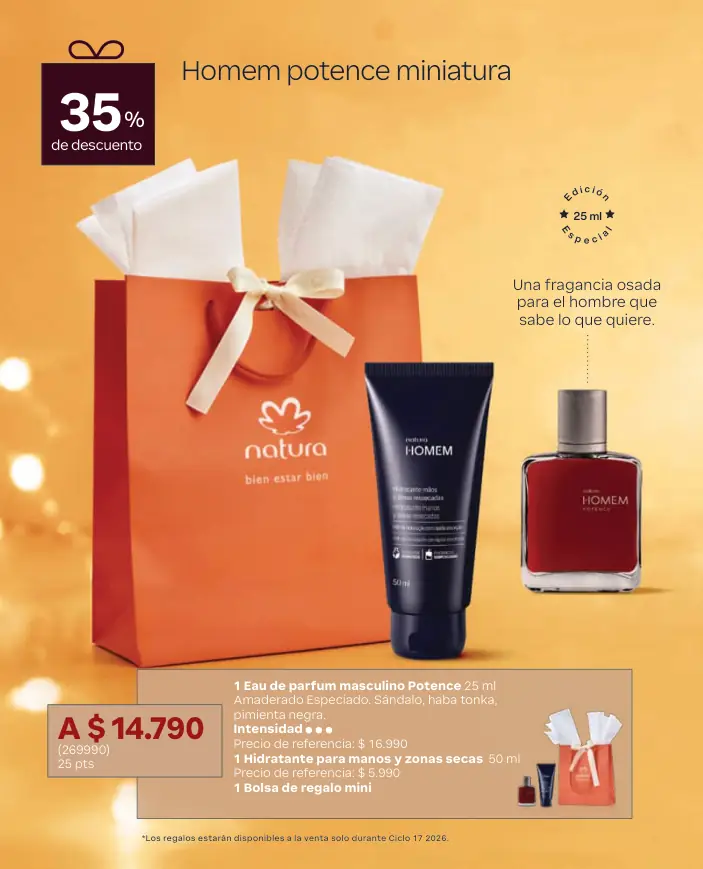 35%
de descuento
Homem potence miniatura
Edición
25 ml
Especial
Una fragancia osada
para el hombre que
sabe lo que quiere.
natura
bien estar bien
natura
HOMEM
50 ml
natura
HOMEM
POTENCE
A $ 14.790
(269990)
25 pts
1 Eau de parfum masculino Potence 25 ml
Amaderado Especiado. Sándalo, haba tonka,
pimienta negra.
Intensidad
Precio de referencia: $ 16.990
1 Hidratante para manos y zonas secas 50 ml
Precio de referencia: $ 5.990
1 Bolsa de regalo mini
*Los regalos estarán disponibles a la venta solo durante Ciclo 17 2026.